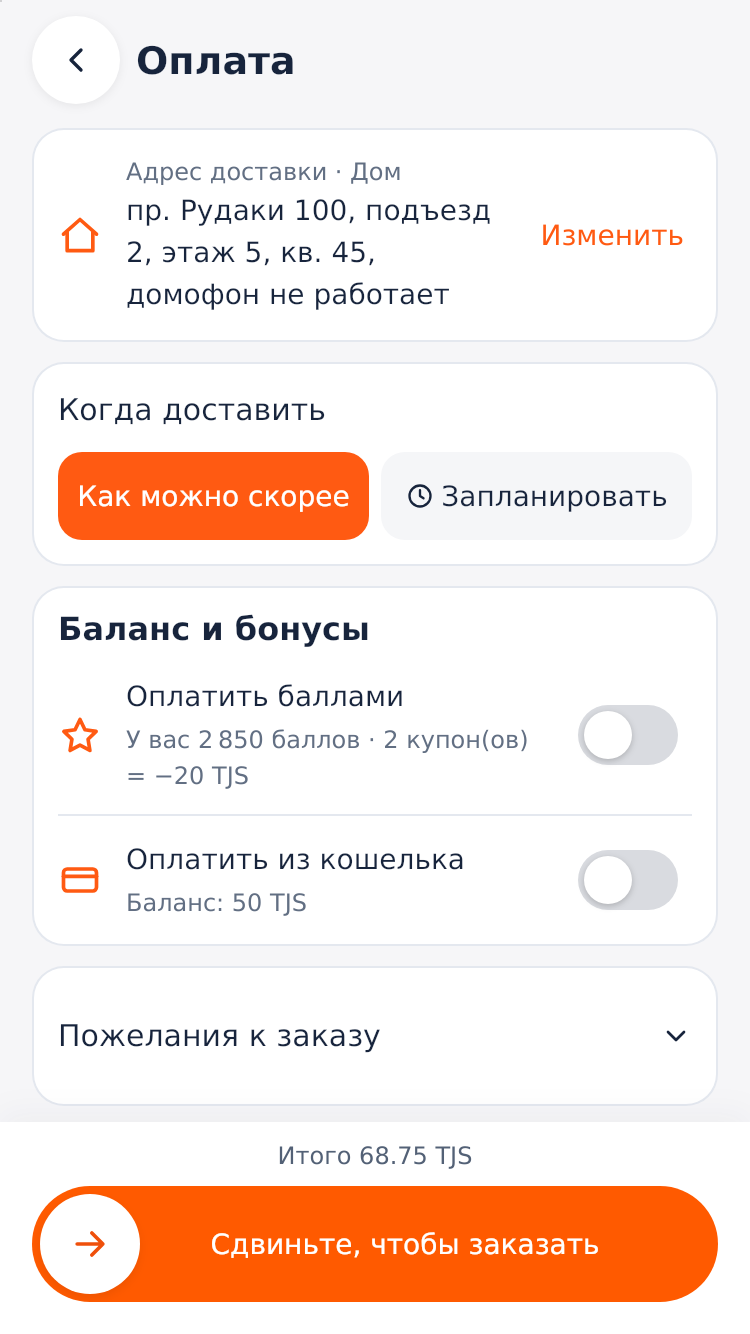 Оплата
Адрес доставки · Дом
пр. Рудаки 100, подъезд
2, этаж 5, кв. 45,
домофон не работает
Изменить
Когда доставить
Как можно скорее
Запланировать
Баланс и бонусы
Оплатить баллами
У вас 2 850 баллов · 2 купон(ов)
= −20 TJS
Оплатить из кошелька
Баланс: 50 TJS
Пожелания к заказу
Итого 68.75 TJS
Сдвиньте, чтобы заказать